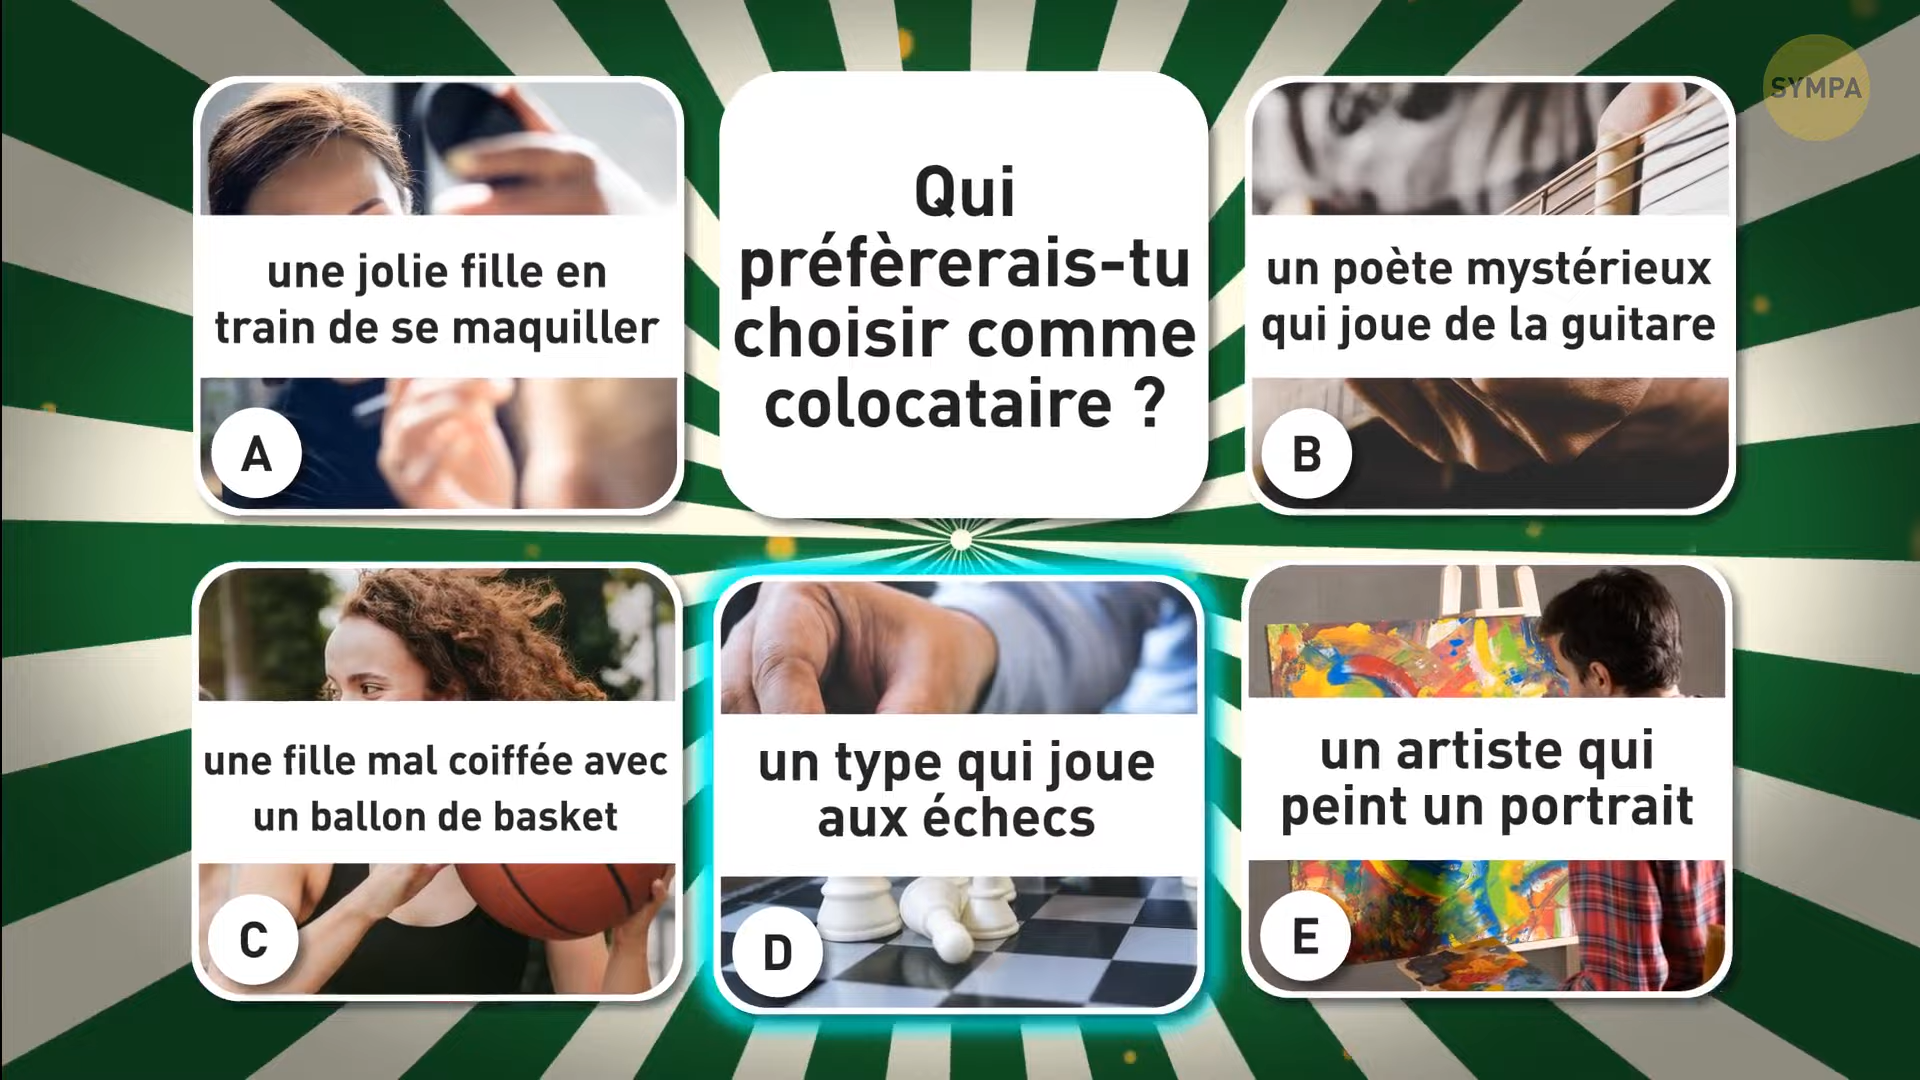 SYMPA
une jolie fille en
train de se maquiller
A
Qui
préfèrerais-tu
choisir comme
colocataire ?
un poète mystérieux
qui joue de la guitare
B
une fille mal coiffée avec
un ballon de basket
C
un type qui joue
aux échecs
D
un artiste qui
peint un portrait
E